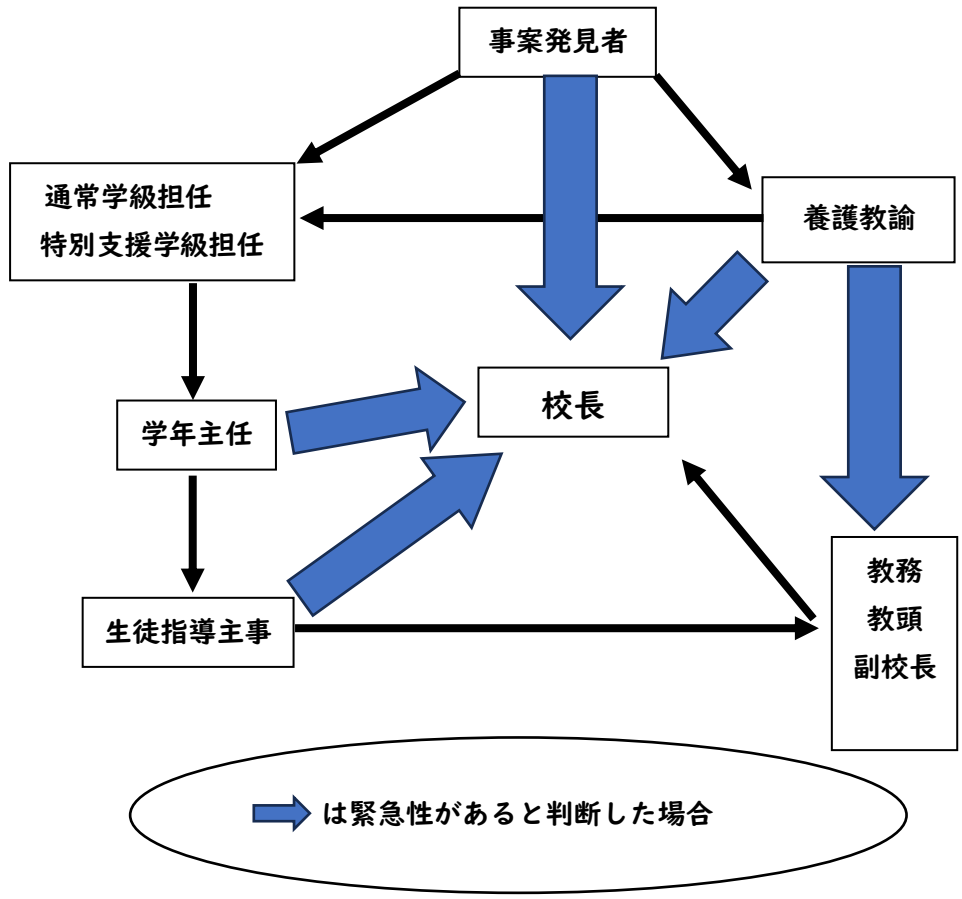 事案発見者
通常学級担任
特別支援学級担任
養護教諭
校長
学年主任
生徒指導主事
教務
教頭
副校長
は緊急性があると判断した場合